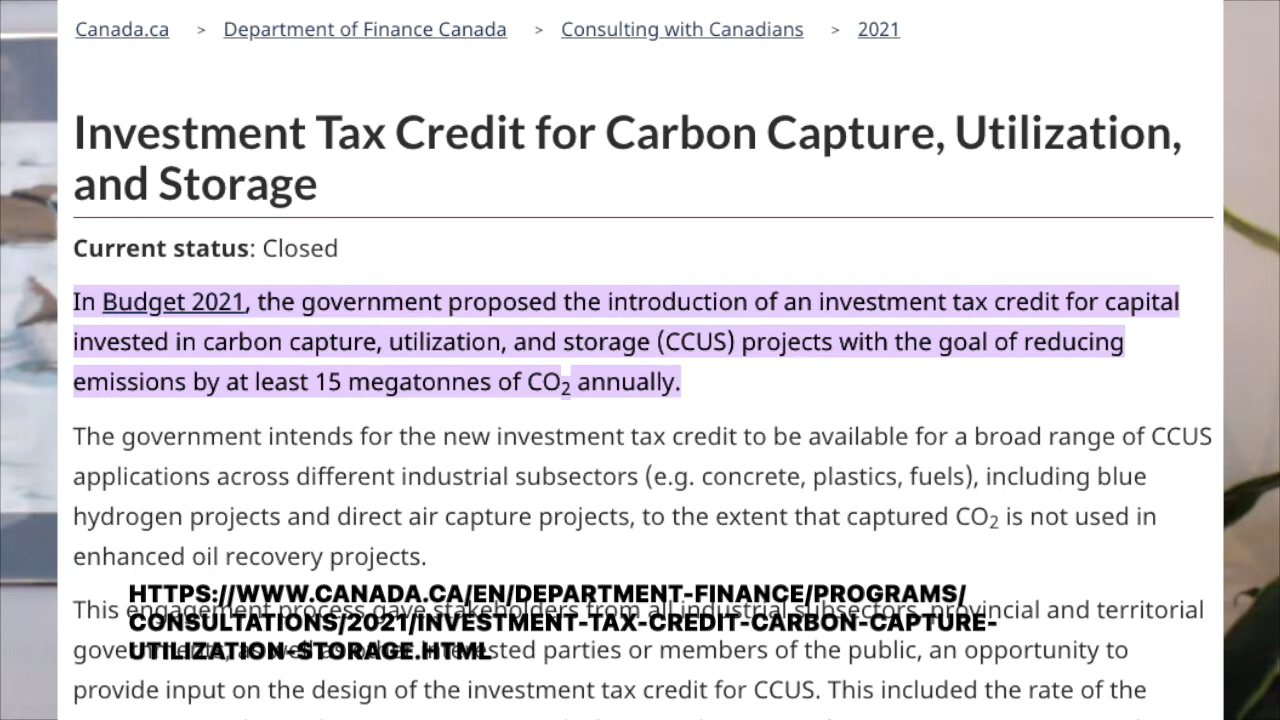 Canada.ca > Department of Finance Canada > Consulting with Canadians > 2021
Investment Tax Credit for Carbon Capture, Utilization,
and Storage
Current status: Closed
In Budget 2021, the government proposed the introduction of an investment tax credit for capital
invested in carbon capture, utilization, and storage (CCUS) projects with the goal of reducing
emissions by at least 15 megatonnes of CO₂ annually.
The government intends for the new investment tax credit to be available for a broad range of CCUS
applications across different industrial subsectors (e.g. concrete, plastics, fuels), including blue
hydrogen projects and direct air capture projects, to the extent that captured CO₂ is not used in
enhanced oil recovery projects.
HTTPS://WWW.CANADA.CA/EN/DEPARTMENT-FINANCE/PROGRAMS/
This engagement process gave stakeholders from all industrial subsectors, provincial and territorial
CONSULTATIONS/2021/INVESTMENT-TAX-CREDIT-CARBON-CAPTURE-
UTILIZATION-STORAGE.HTML
parties or members of the public, an opportunity to
provide input on the design of the investment tax credit for CCUS. This included the rate of the